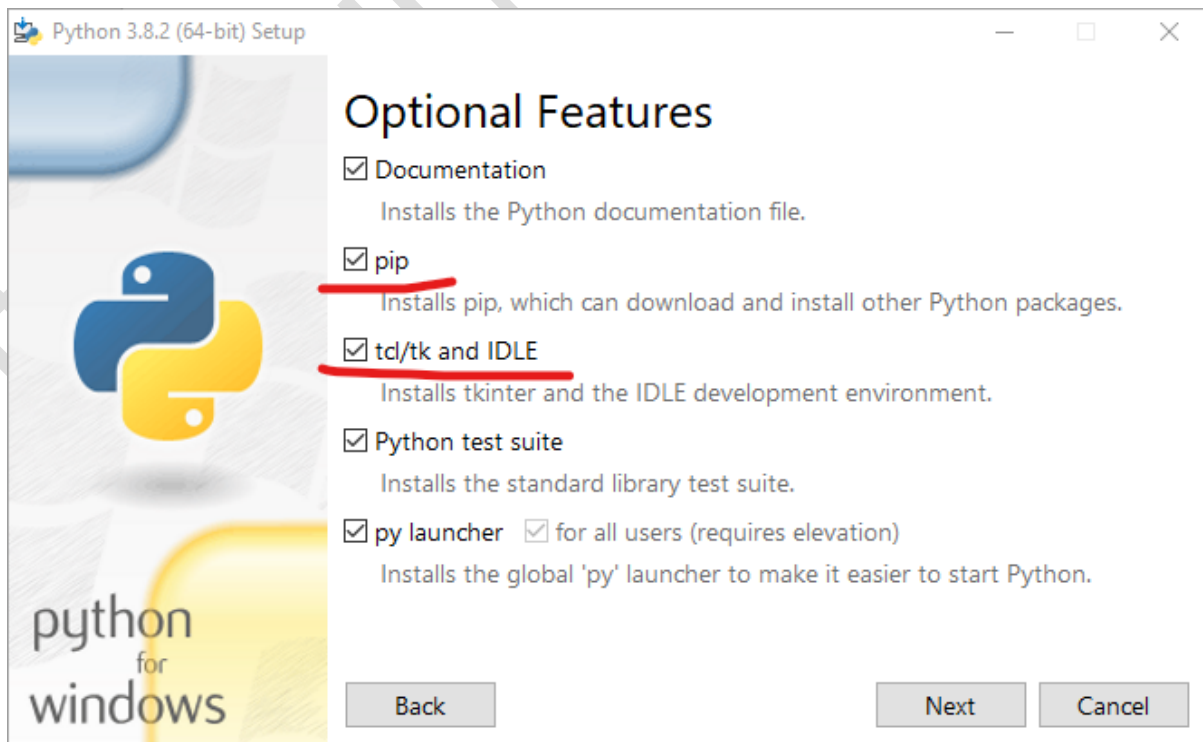 Python 3.8.2 (64-bit) Setup
Optional Features
Documentation
Installs the Python documentation file.
pip
Installs pip, which can download and install other Python packages.
tcl/tk and IDLE
Installs tkinter and the IDLE development environment.
Python test suite
Installs the standard library test suite.
py launcher for all users (requires elevation)
Installs the global 'py' launcher to make it easier to start Python.
python
for
windows
Back Next Cancel